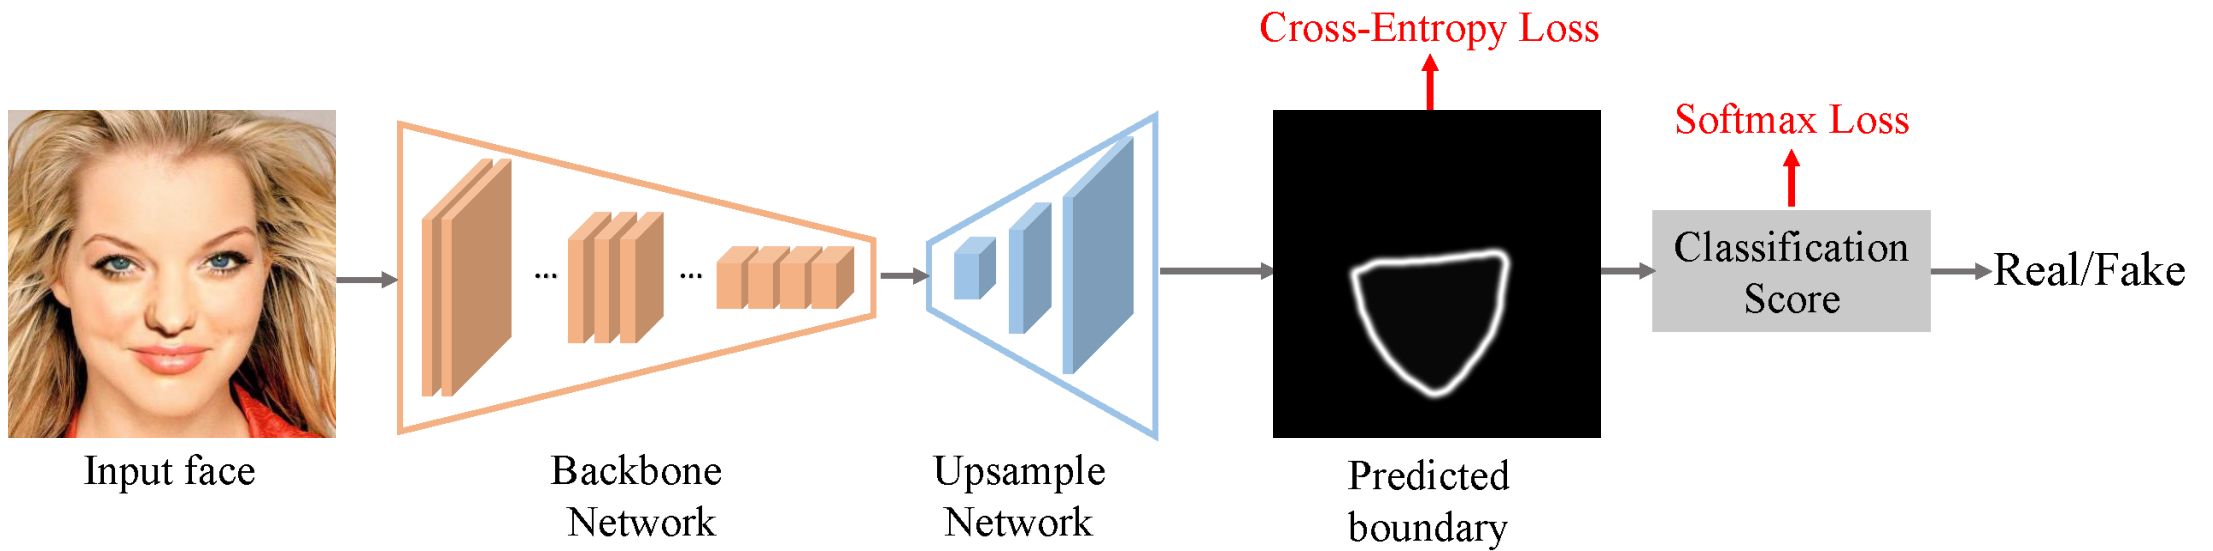 Cross-Entropy Loss
Softmax Loss
Classification
Score
Real/Fake
...
...
Input face
Backbone
Network
Upsample
Network
Predicted
boundary